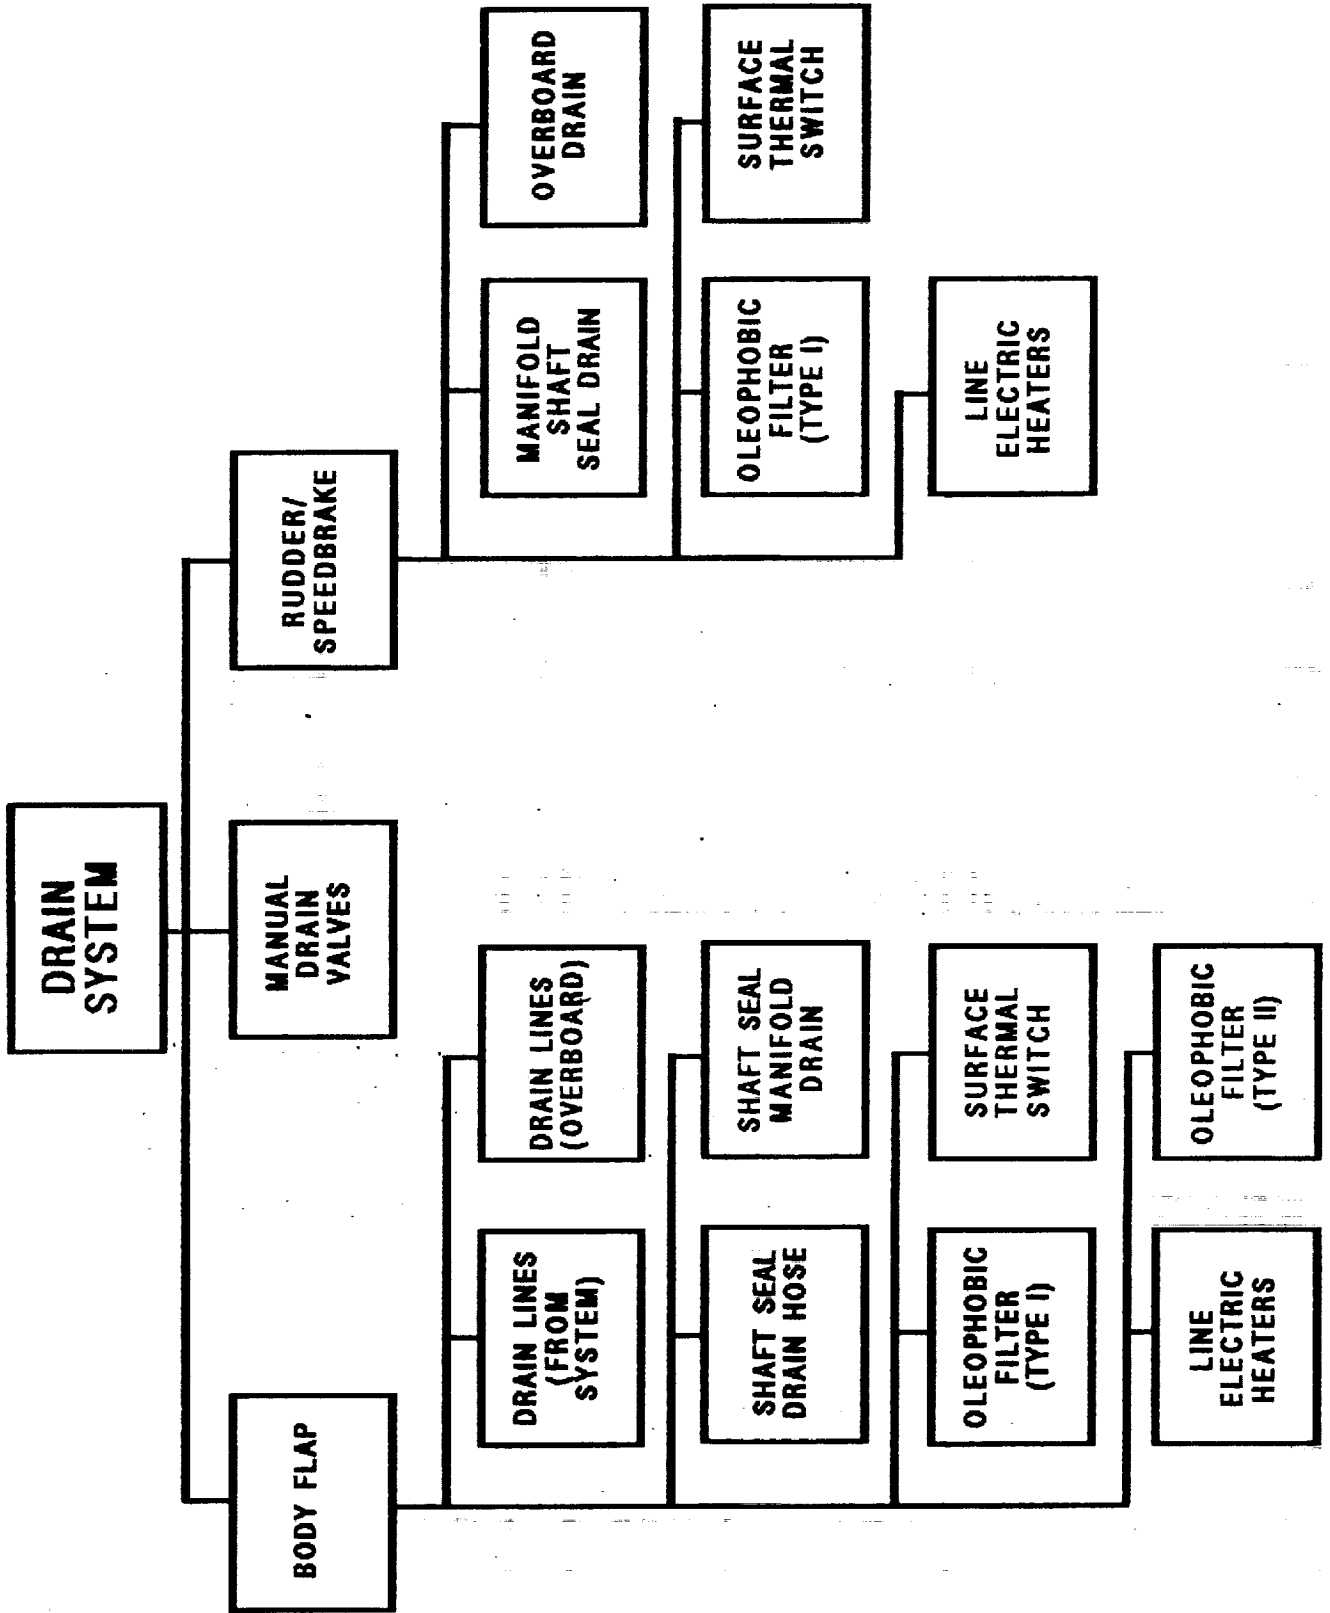 DRAIN
SYSTEM
BODY FLAP
MANUAL
DRAIN
VALVES
RUDDER/
SPEEDBRAKE
DRAIN LINES
(FROM
SYSTEM)
DRAIN LINES
(OVERBOARD)
SHAFT SEAL
DRAIN HOSE
SHAFT SEAL
MANIFOLD
DRAIN
OLEOPHOBIC
FILTER
(TYPE I)
SURFACE
THERMAL
SWITCH
LINE
ELECTRIC
HEATERS
OLEOPHOBIC
FILTER
(TYPE II)
MANIFOLD
SHAFT
SEAL DRAIN
OVERBOARD
DRAIN
OLEOPHOBIC
FILTER
(TYPE I)
SURFACE
THERMAL
SWITCH
LINE
ELECTRIC
HEATERS